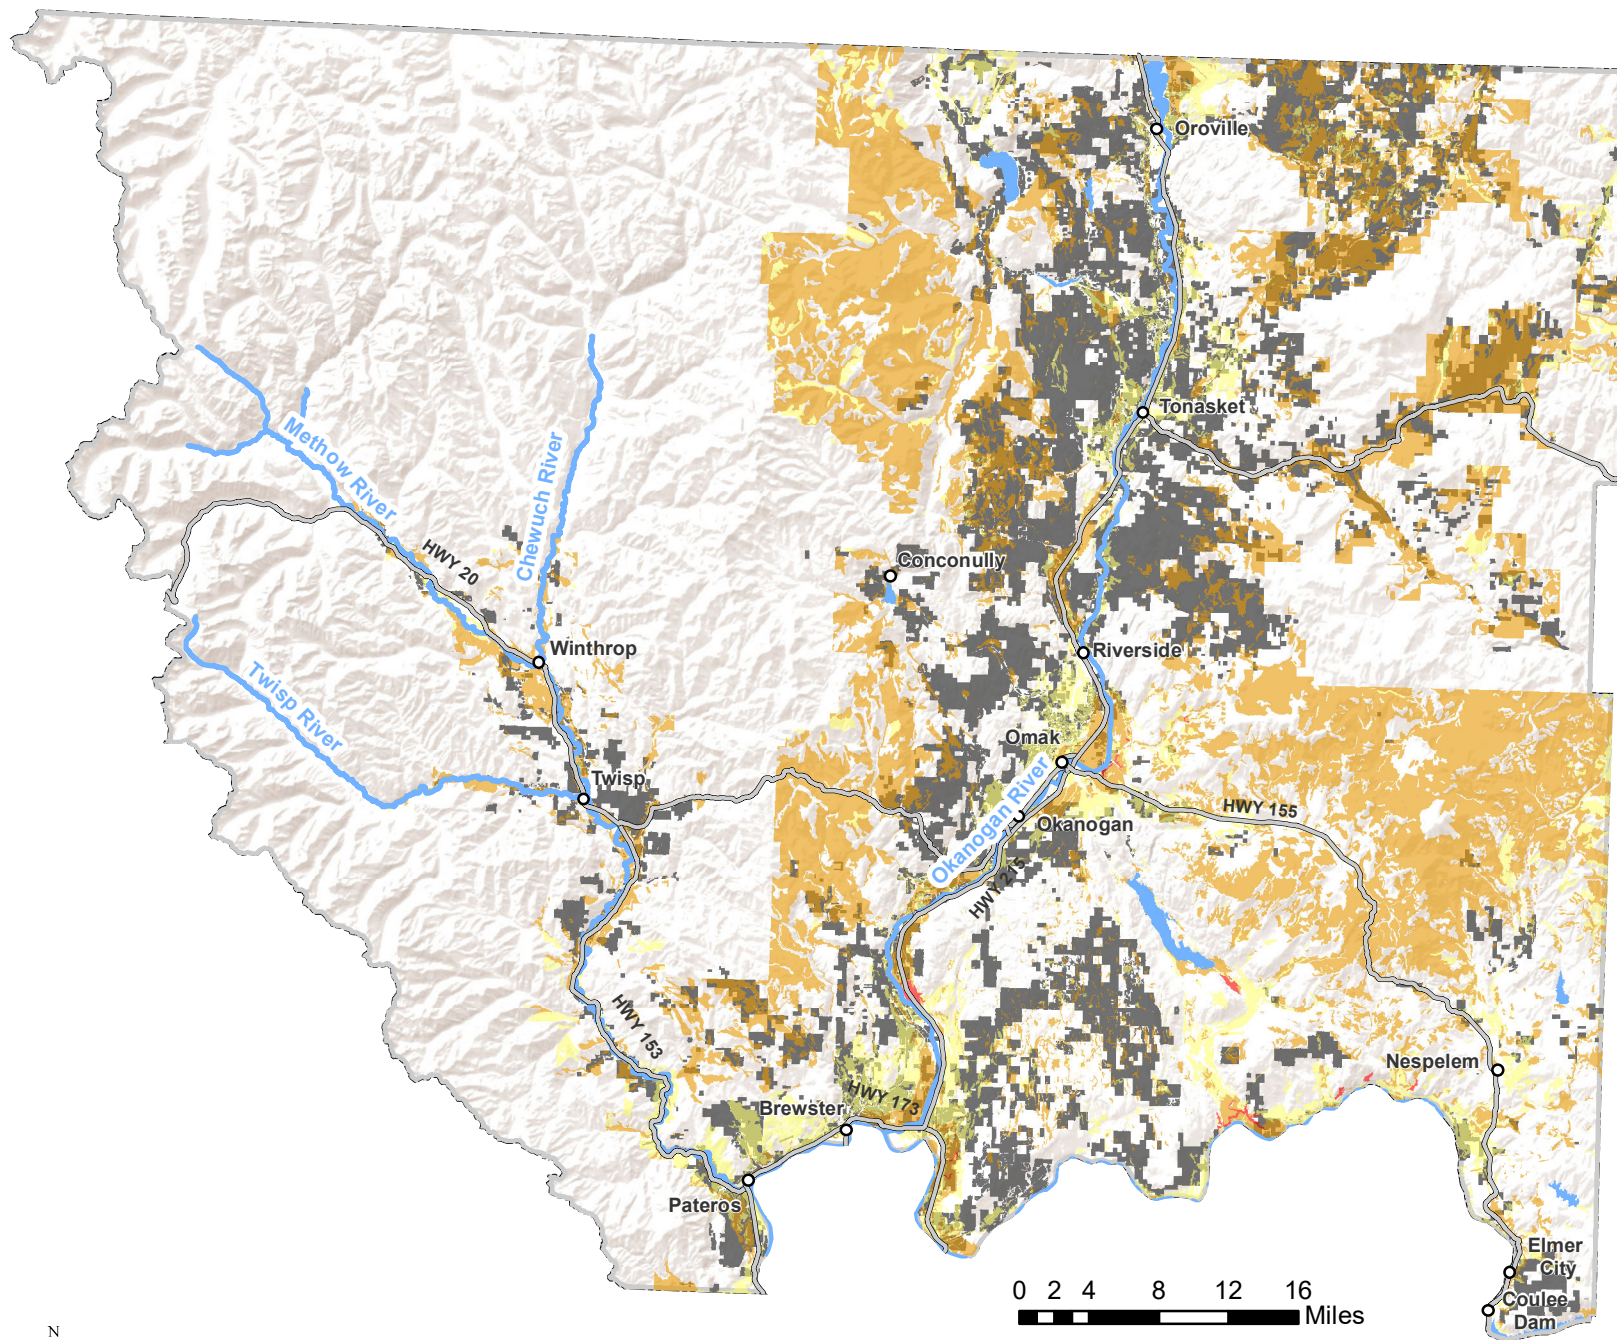 Oroville
Tonasket
Methow River
Chewuch River
HWY 20
Conconully
Winthrop
Riverside
Twisp River
Omak
Twisp
Okanogan River
HWY 155
Okanogan
HWY 215
HWY 153
Nespelem
HWY 173
Brewster
Pateros
Elmer
City
0 2 4 8 12 16
Miles
Coulee
Dam
N